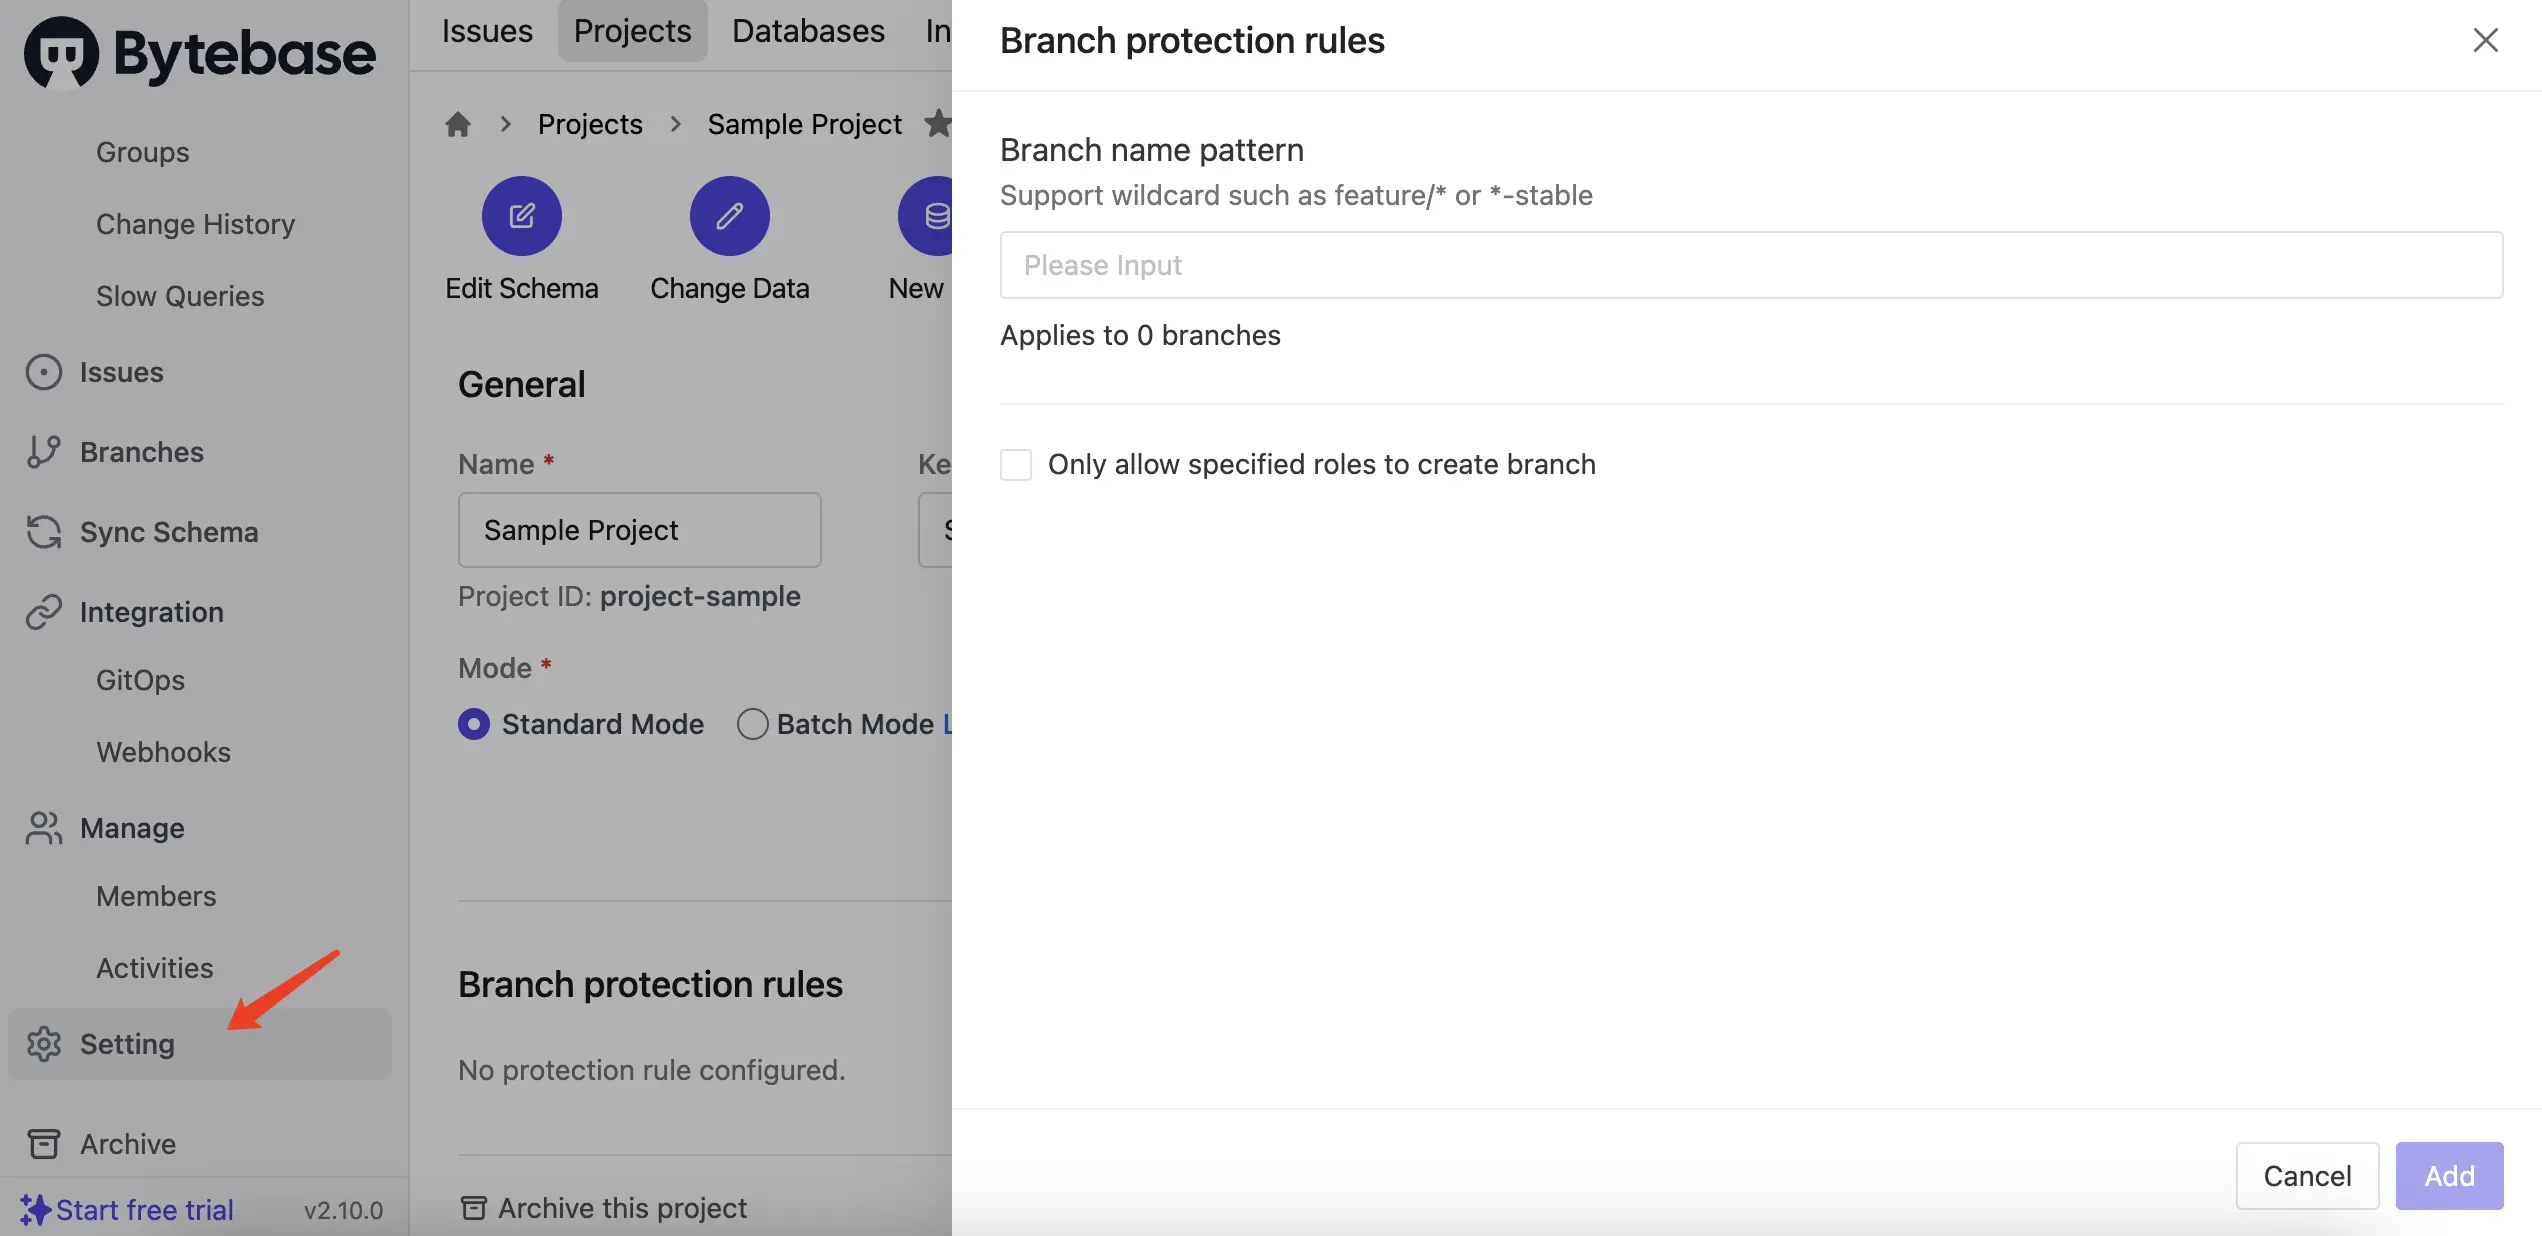 Bytebase
Groups
Change History
Slow Queries
Issues
Branches
Sync Schema
Integration
GitOps
Webhooks
Manage
Members
Activities
Setting
Archive
Start free trial
v2.10.0
Issues
Projects
Databases
In
Projects
Sample Project
Edit Schema
Change Data
New
General
Name *
Ke
Sample Project
S
Project ID: project-sample
Mode *
Standard Mode
Batch Mode L
Branch protection rules
No protection rule configured.
Archive this project
Branch protection rules
Branch name pattern
Support wildcard such as feature/* or *-stable
Please Input
Applies to 0 branches
Only allow specified roles to create branch
Cancel
Add